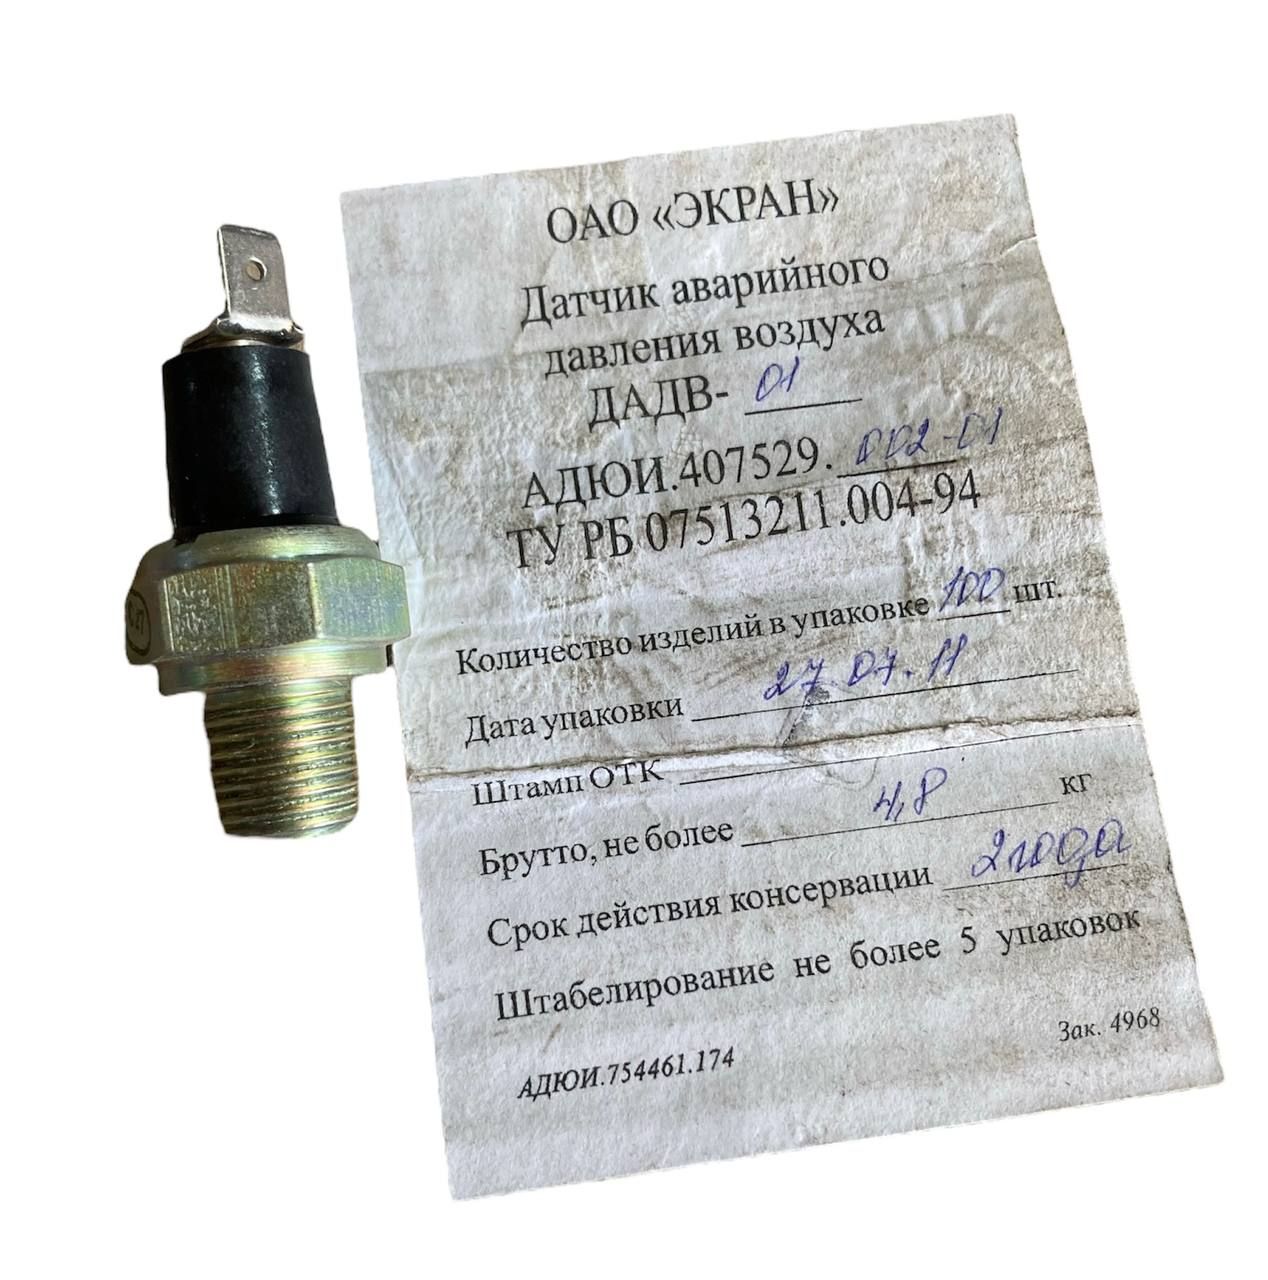 ОАО «ЭКРАН»
Датчик аварийного
давления воздуха
ДАДВ- 01
АДЮИ.407529. 002-01
ТУ РБ 07513211.004-94
Количество изделий в упаковке 100 шт.
Дата упаковки 27.07.11
Штамп ОТК
Брутто, не более 4,8 кг
Срок действия консервации 2 года
Штабелирование не более 5 упаковок
АДЮИ.754461.174
Зак. 4968